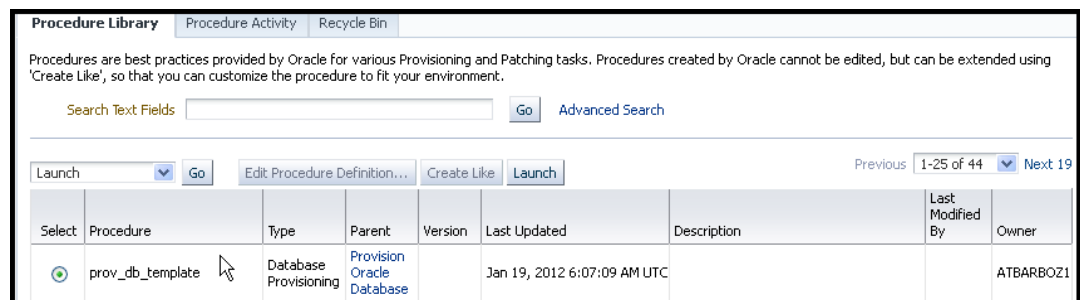 Procedure Library Procedure Activity Recycle Bin
Procedures are best practices provided by Oracle for various Provisioning and Patching tasks. Procedures created by Oracle cannot be edited, but can be extended using
'Create Like', so that you can customize the procedure to fit your environment.
Search Text Fields Go Advanced Search
Launch Go Edit Procedure Definition... Create Like Launch Previous 1-25 of 44 Next 19
Select Procedure Type Parent Version Last Updated Description Last Modified By Owner
prov_db_template Database Provisioning Provision Oracle Database Jan 19, 2012 6:07:09 AM UTC ATBARBOZ1